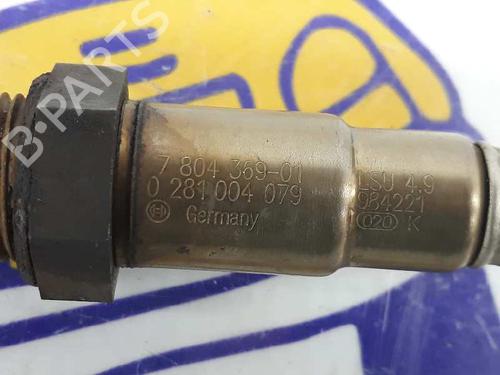 B-PARTS
7 804 369-01
0 281 004 079
Germany
LSU 4.9
084221
020 K